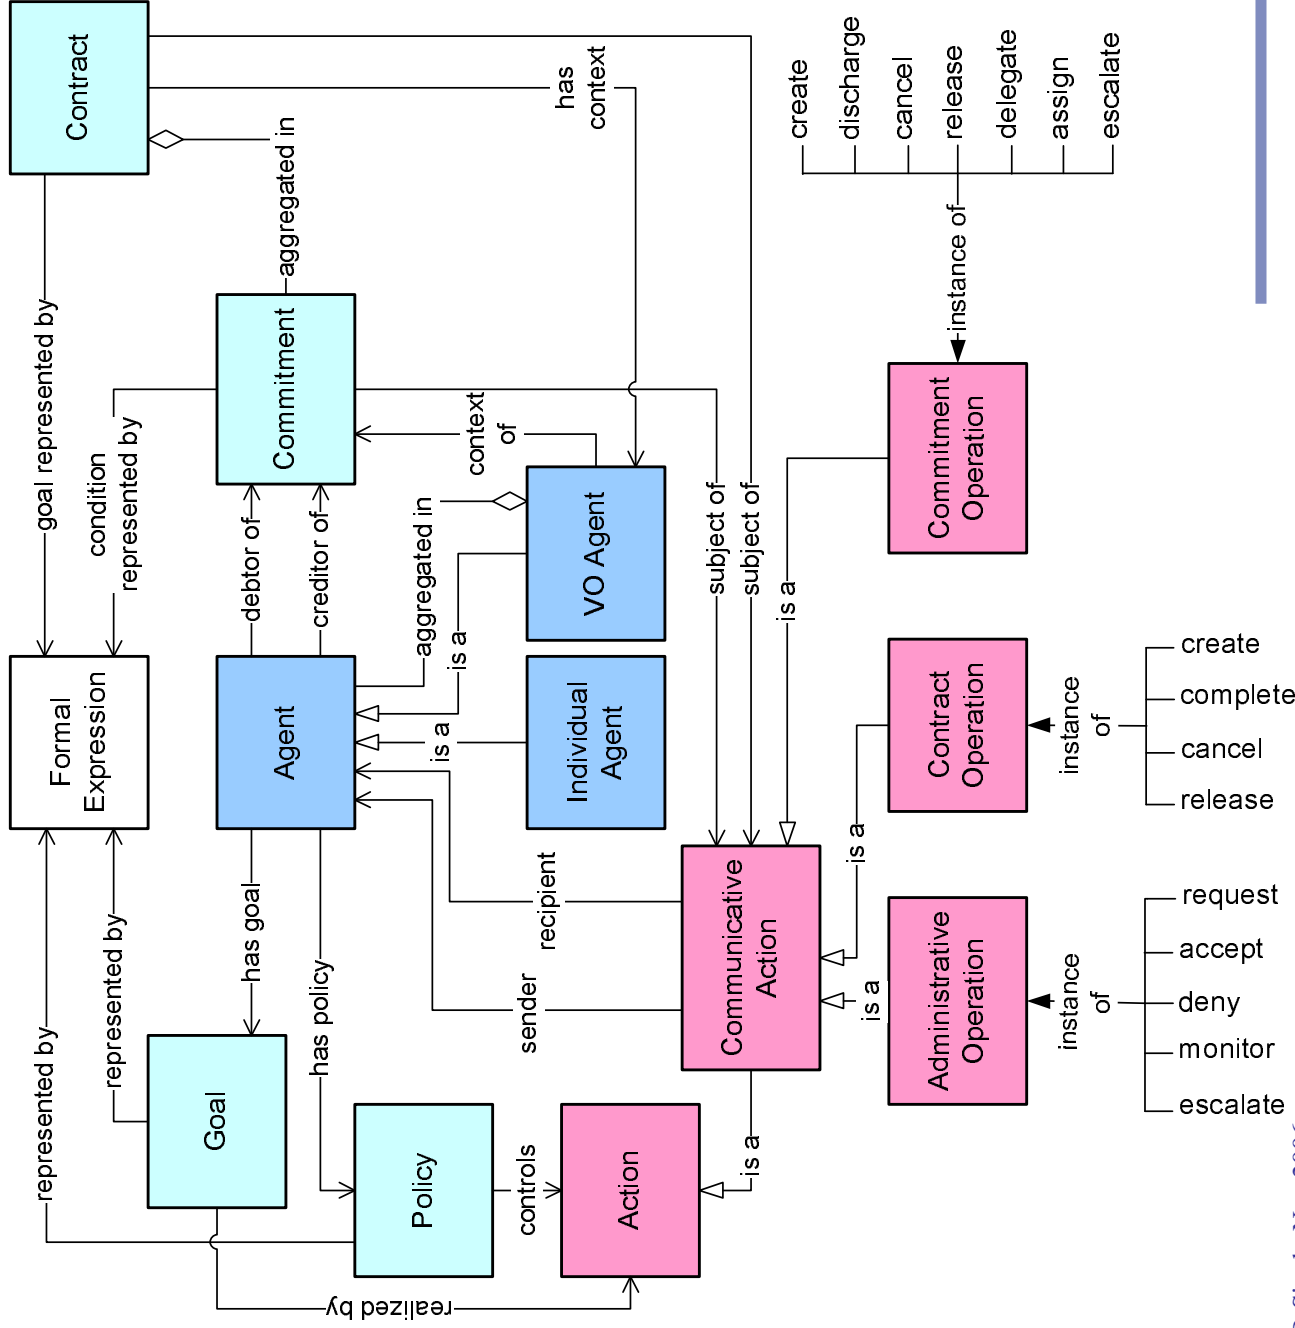 Contract
has
context
aggregated in
goal represented by
Commitment
condition
represented by
context
of
debtor of
creditor of
aggregated in
is a
is a
VO Agent
Individual
Agent
Agent
Formal
Expression
represented by
represented by
has goal
has policy
Goal
Policy
controls
Action
realized by
is a
sender
recipient
Communicative
Action
subject of
subject of
is a
is a
is a
Commitment
Operation
instance of
create
discharge
cancel
release
delegate
assign
escalate
Contract
Operation
instance
of
create
complete
cancel
release
Administrative
Operation
instance
of
request
accept
deny
monitor
escalate